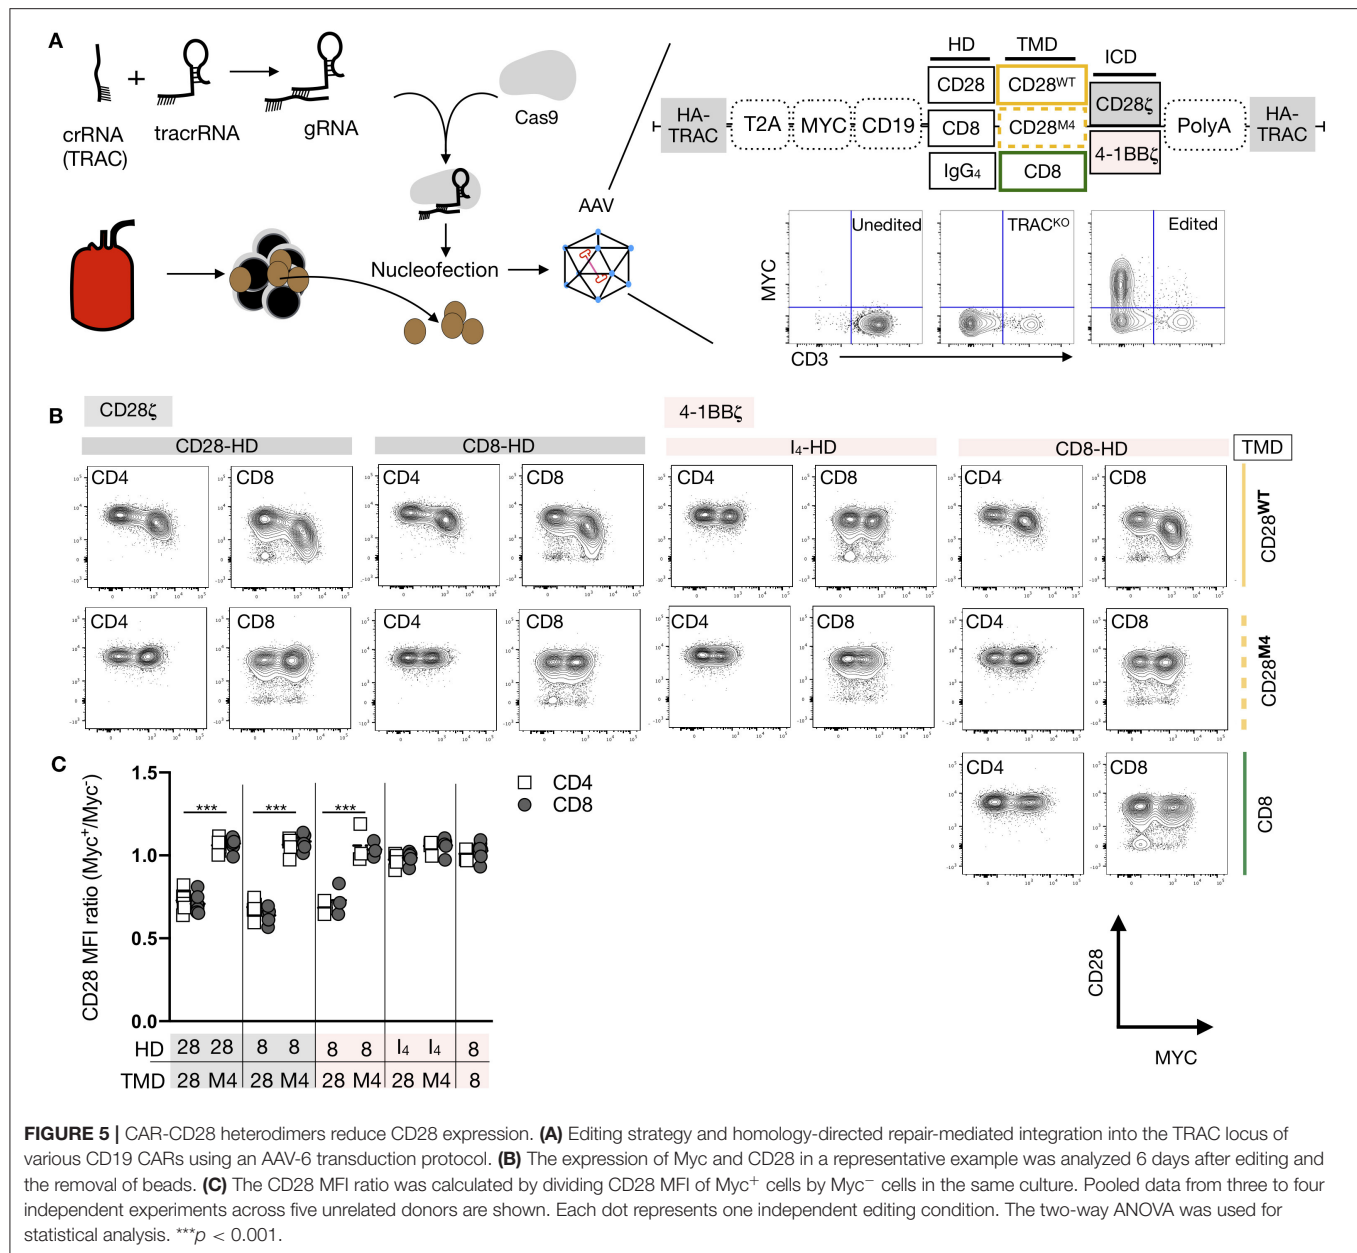 A
crRNA
(TRAC)
+
tracrRNA
gRNA
Cas9
Nucleofection
AAV
HD
TMD
ICD
HA-
TRAC
T2A
MYC
CD19
CD28
CD8
IgG₄
CD28ᵂᵀ
CD28ᴹ⁴
CD8
CD28ζ
4-1BBζ
PolyA
HA-
TRAC
Unedited
TRACᴷᴼ
Edited
MYC
CD3
B
CD28ζ
4-1BBζ
CD28-HD
CD8-HD
I₄-HD
CD8-HD
TMD
CD4
CD8
CD4
CD8
CD4
CD8
CD4
CD8
CD28ᵂᵀ
CD4
CD8
CD4
CD8
CD4
CD8
CD4
CD8
CD28ᴹ⁴
CD4
CD8
CD8
CD28
MYC
C
CD28 MFI ratio (Myc⁺/Myc⁻)
1.5
1.0
0.5
0.0
*** *** ***
CD4
CD8
HD 28 28 8 8 8 8 I₄ I₄ 8
TMD 28 M4 28 M4 28 M4 28 M4 8
FIGURE 5 | CAR-CD28 heterodimers reduce CD28 expression. (A) Editing strategy and homology-directed repair-mediated integration into the TRAC locus of
various CD19 CARs using an AAV-6 transduction protocol. (B) The expression of Myc and CD28 in a representative example was analyzed 6 days after editing and
the removal of beads. (C) The CD28 MFI ratio was calculated by dividing CD28 MFI of Myc⁺ cells by Myc⁻ cells in the same culture. Pooled data from three to four
independent experiments across five unrelated donors are shown. Each dot represents one independent editing condition. The two-way ANOVA was used for
statistical analysis. ***p < 0.001.